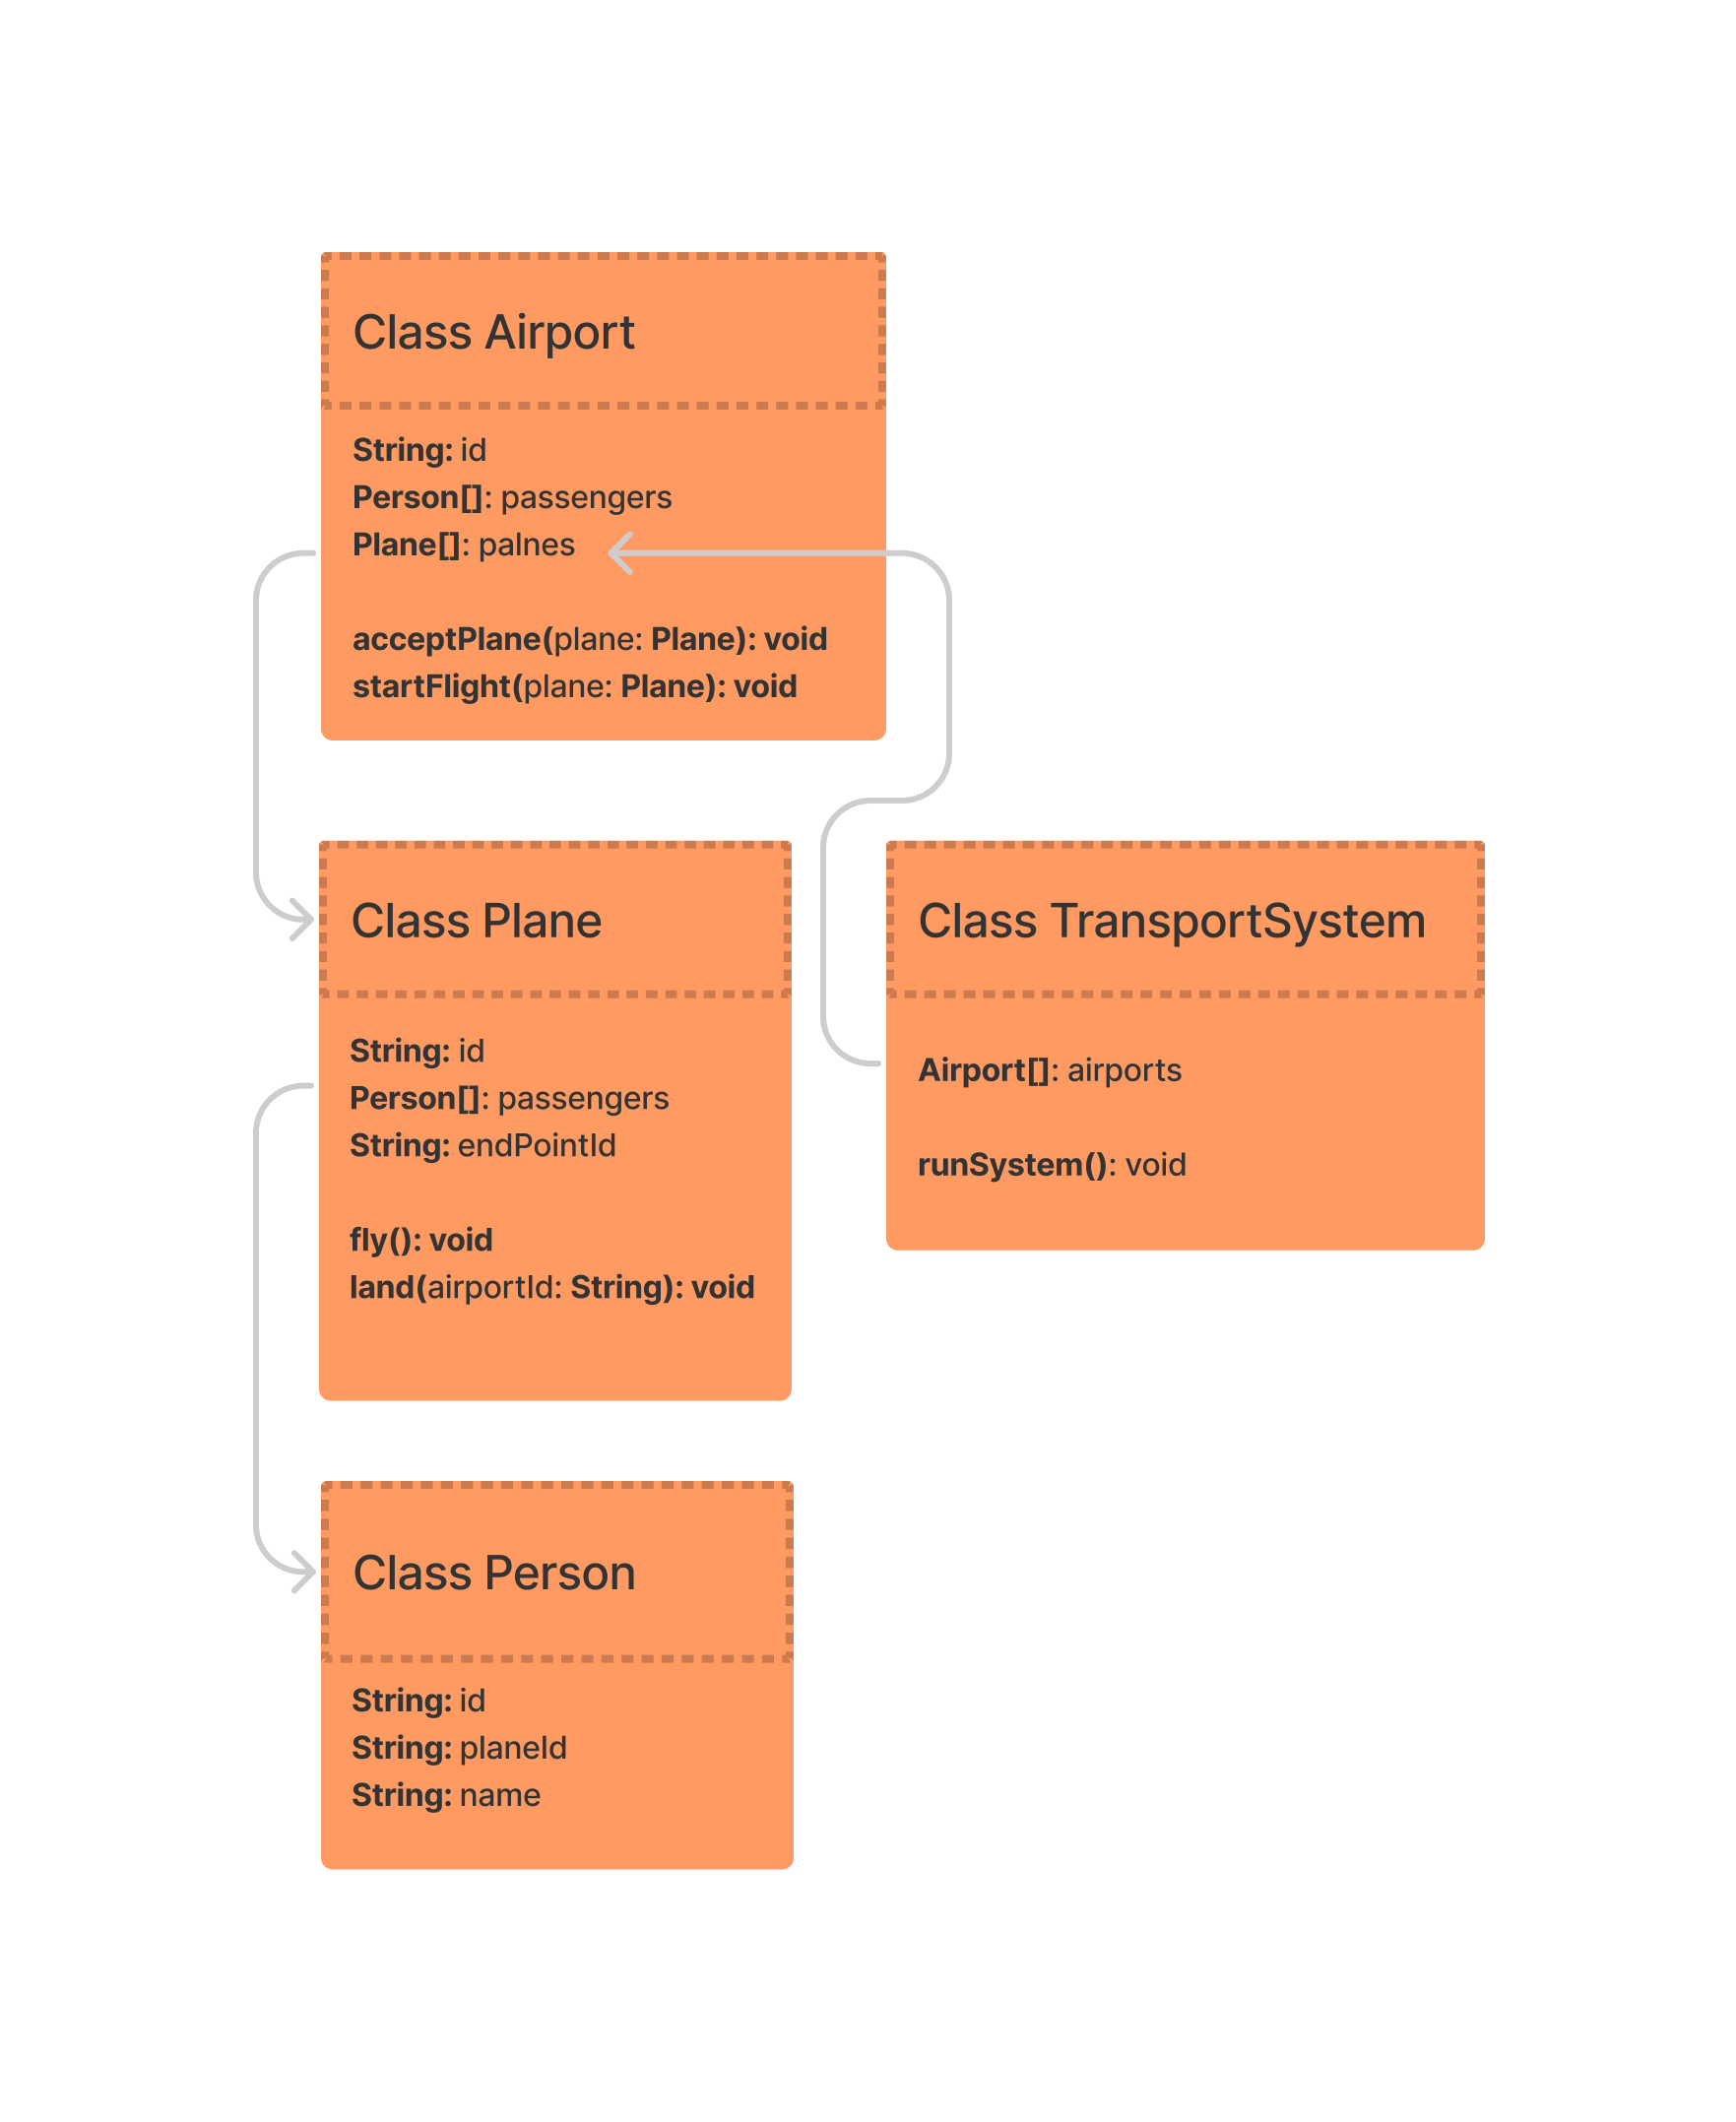 Class Airport
String: id
Person[]: passengers
Plane[]: palnes
acceptPlane(plane: Plane): void
startFlight(plane: Plane): void
Class Plane
String: id
Person[]: passengers
String: endPointId
fly(): void
land(airportId: String): void
Class TransportSystem
Airport[]: airports
runSystem(): void
Class Person
String: id
String: planeId
String: name